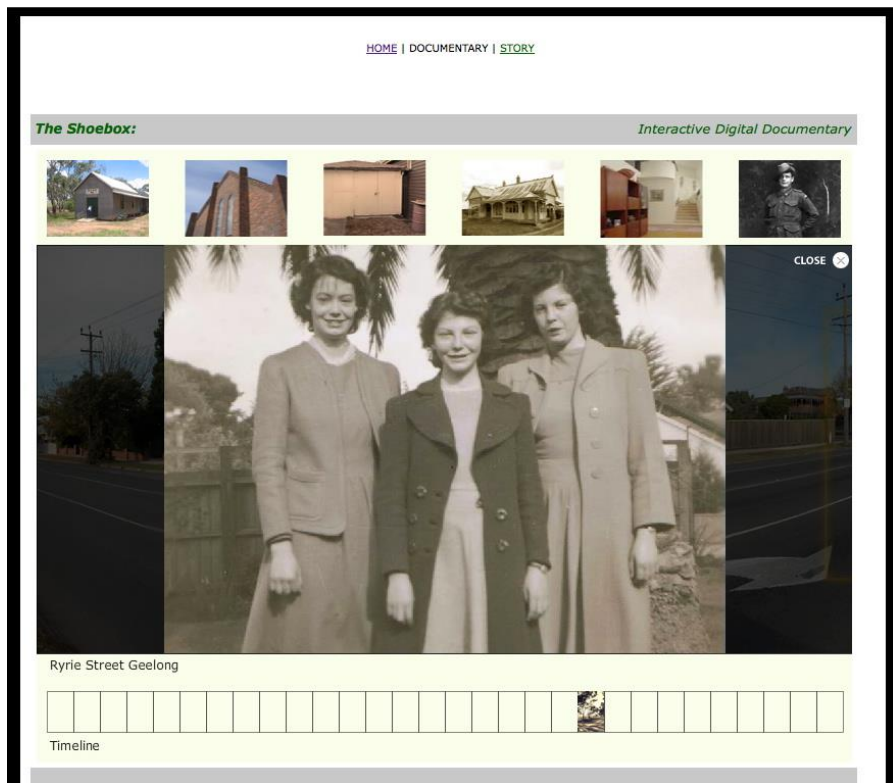 HOME | DOCUMENTARY | STORY
The Shoebox: Interactive Digital Documentary
CLOSE
Ryrie Street Geelong
Timeline